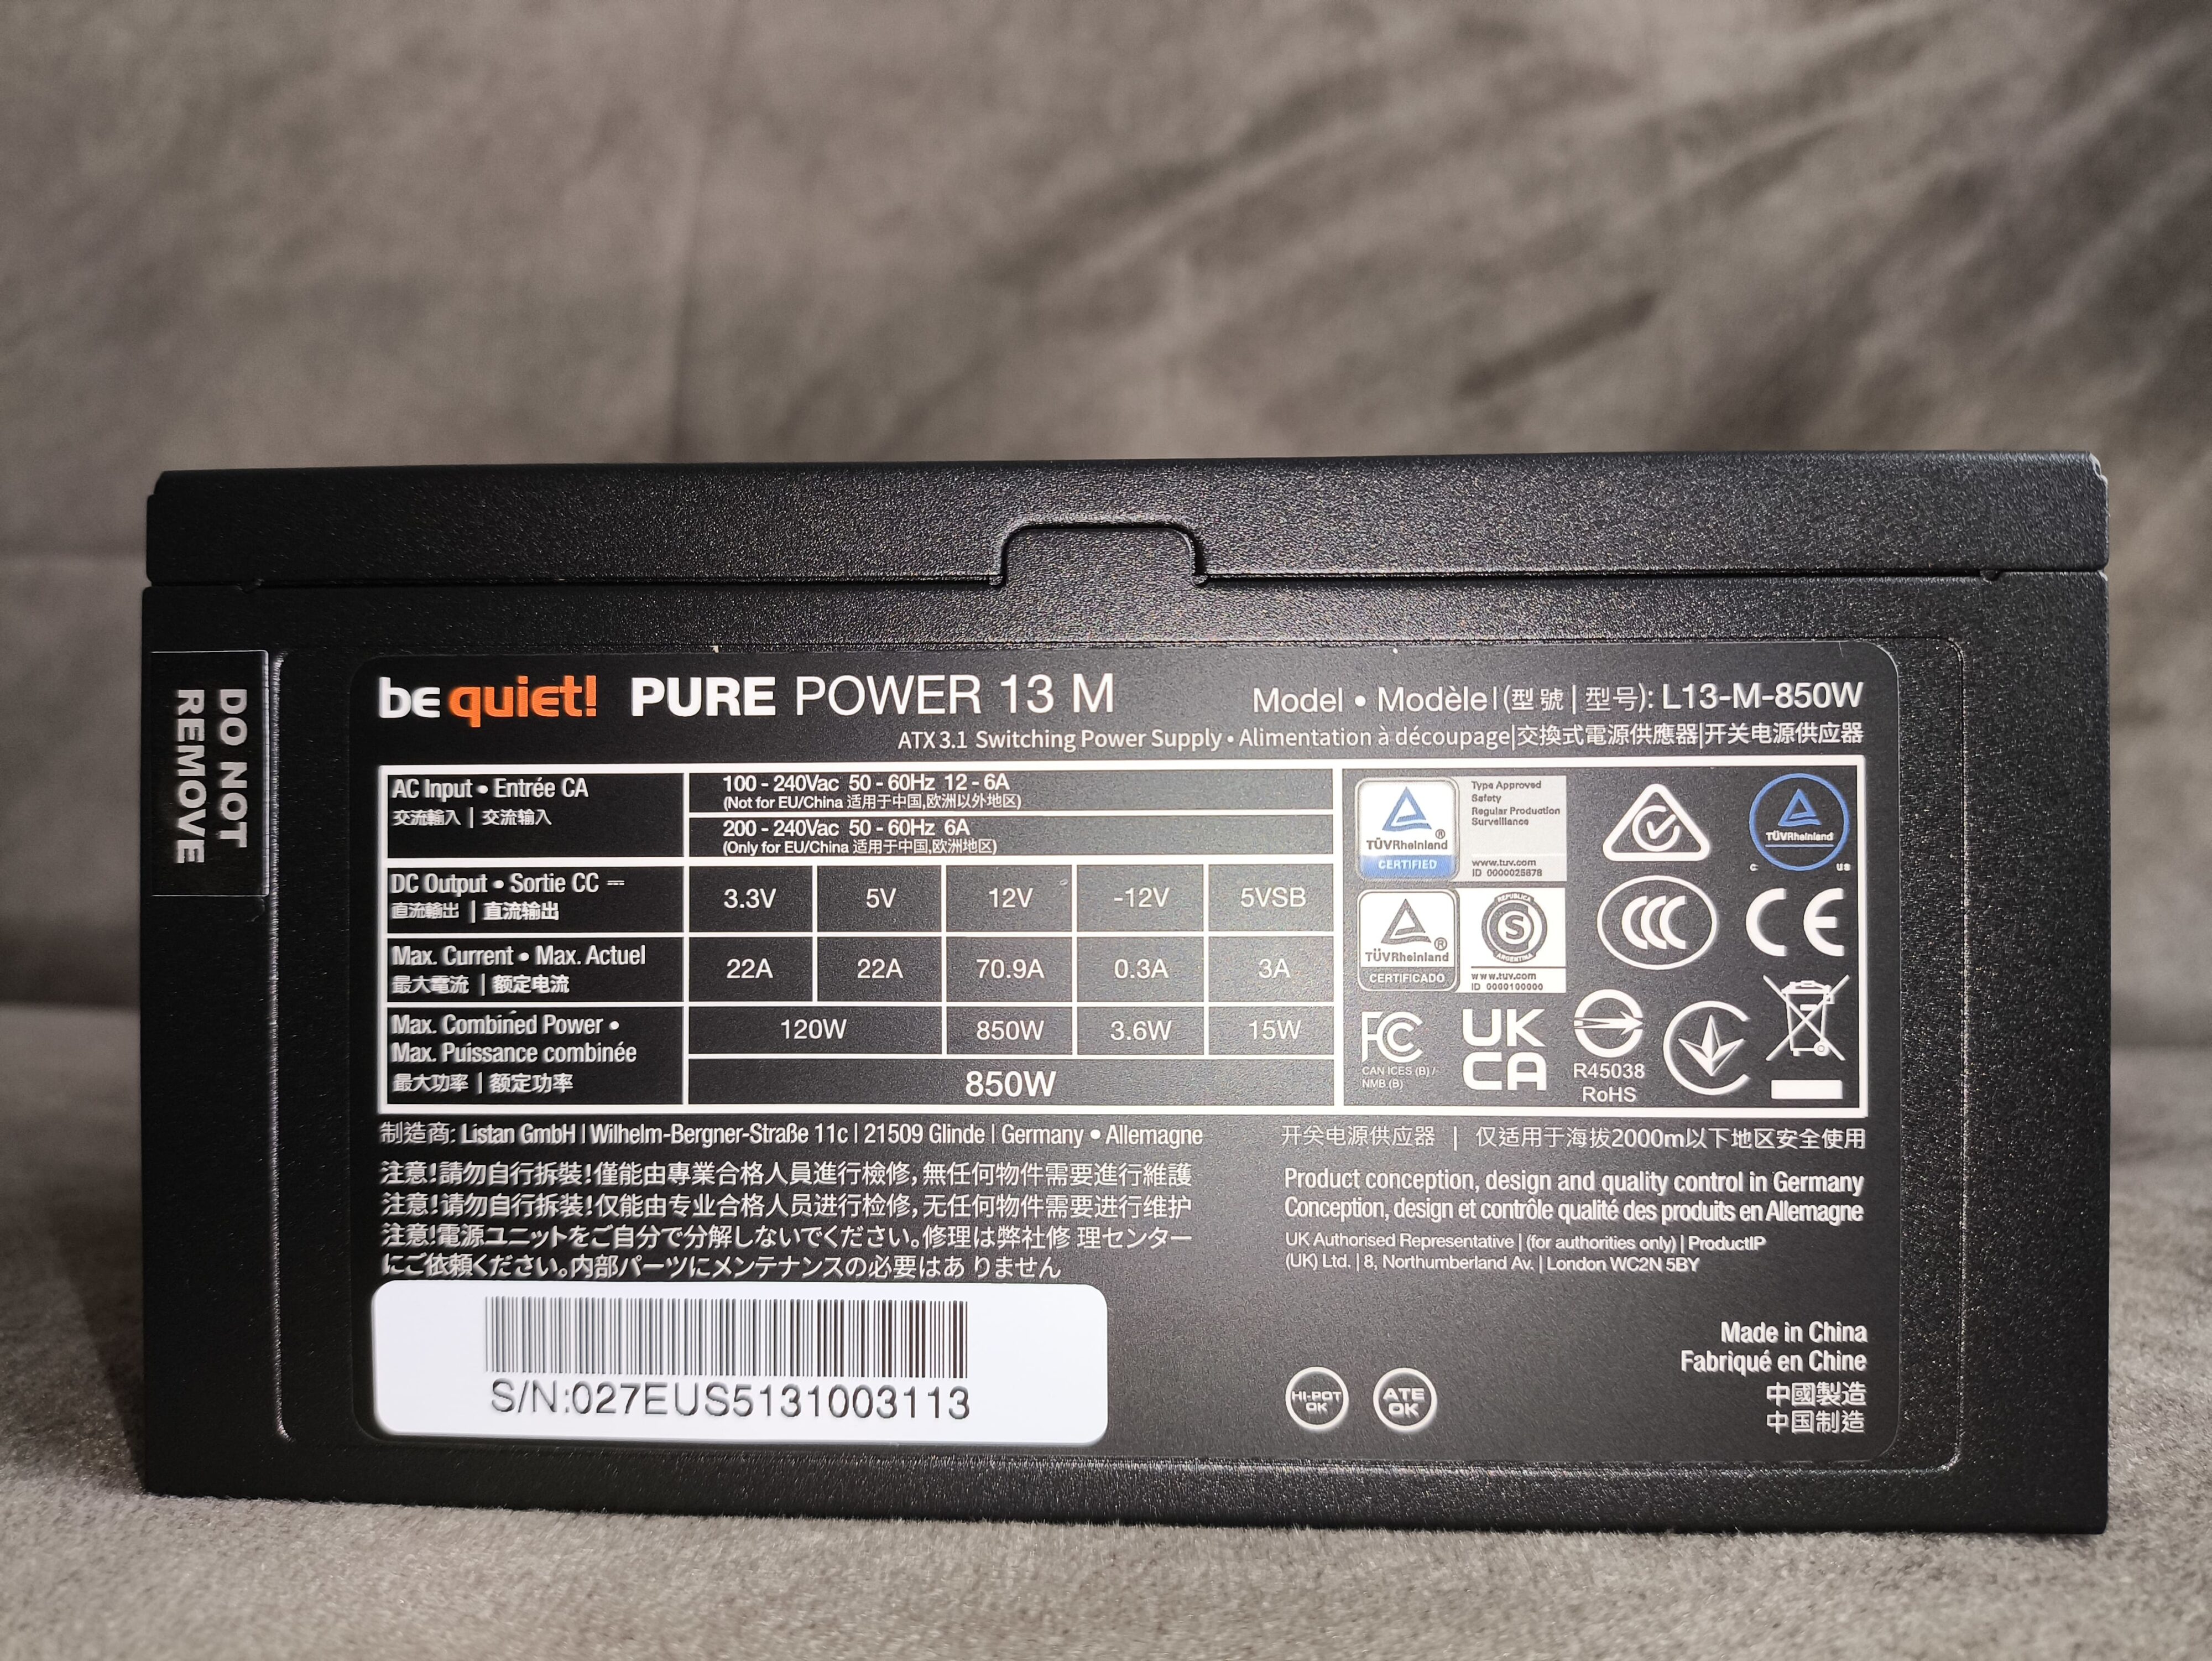 DO NOT
REMOVE
be quiet! PURE POWER 13 M
Model • Modèle|(型號 | 型号): L13-M-850W
ATX 3.1 Switching Power Supply • Alimentation à découpage|交換式電源供應器|开关电源供应器
AC Input • Entrée CA
交流輸入 | 交流输入
100 - 240Vac 50 - 60Hz 12 - 6A
(Not for EU/China 适用于中国,欧洲以外地区)
200 - 240Vac 50 - 60Hz 6A
(Only for EU/China 适用于中国,欧洲地区)
DC Output • Sortie CC ⎓
直流輸出 | 直流输出
3.3V 5V 12V -12V 5VSB
Max. Current • Max. Actuel
最大電流 | 额定电流
22A 22A 70.9A 0.3A 3A
Max. Combined Power •
Max. Puissance combinée
最大功率 | 额定功率
120W 850W 3.6W 15W
850W
TÜVRheinland ®
CERTIFIED
Type Approved
Safety
Regular Production
Surveillance
www.tuv.com
ID 0000025878
TÜVRheinland
C US
TÜVRheinland ®
CERTIFICADO
REPUBLICA
S
ARGENTINA
www.tuv.com
ID 0000100000
CCC
CE
FC
CAN ICES (B) /
NMB (B)
UK
CA
R45038
RoHS
制造商: Listan GmbH | Wilhelm-Bergner-Straße 11c | 21509 Glinde | Germany • Allemagne
注意!請勿自行拆裝!僅能由專業合格人員進行檢修,無任何物件需要進行維護
注意!请勿自行拆装!仅能由专业合格人员进行检修,无任何物件需要进行维护
注意!電源ユニットをご自分で分解しないでください。修理は弊社修 理センター
にご依頼ください。内部パーツにメンテナンスの必要はあ りません
开关电源供应器 | 仅适用于海拔2000m以下地区安全使用
Product conception, design and quality control in Germany
Conception, design et contrôle qualité des produits en Allemagne
UK Authorised Representative | (for authorities only) | ProductIP
(UK) Ltd. | 8, Northumberland Av. | London WC2N 5BY
S/N:027EUS5131003113
HI-POT
OK
ATE
OK
Made in China
Fabriqué en Chine
中國製造
中国制造